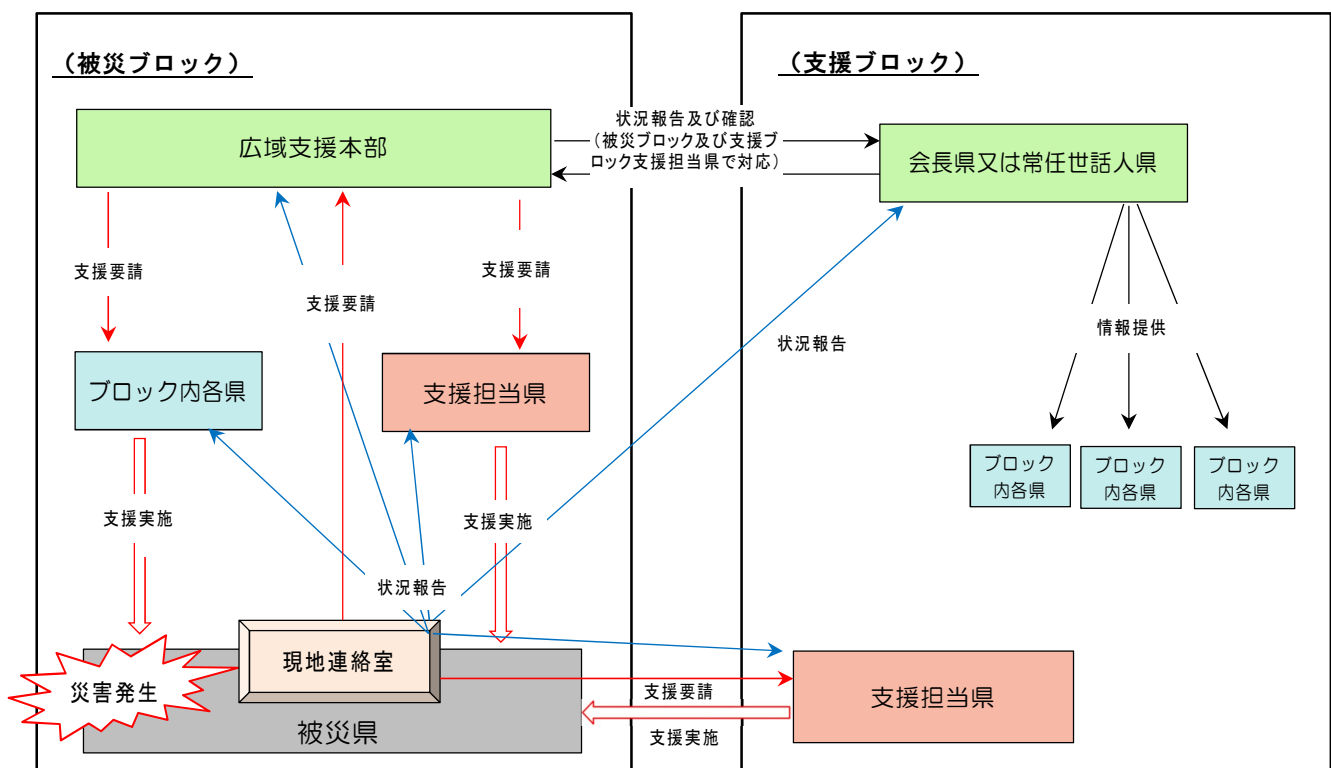 （被災ブロック）
（支援ブロック）
広域支援本部
状況報告及び確認
（被災ブロック及び支援ブ
ロック支援担当県で対応）
会長県又は常任世話人県
支援要請
支援要請
支援要請
状況報告
情報提供
ブロック内各県
支援担当県
ブロック
内各県
ブロック
内各県
ブロック
内各県
支援実施
支援実施
状況報告
現地連絡室
災害発生
被災県
支援要請
支援実施
支援担当県